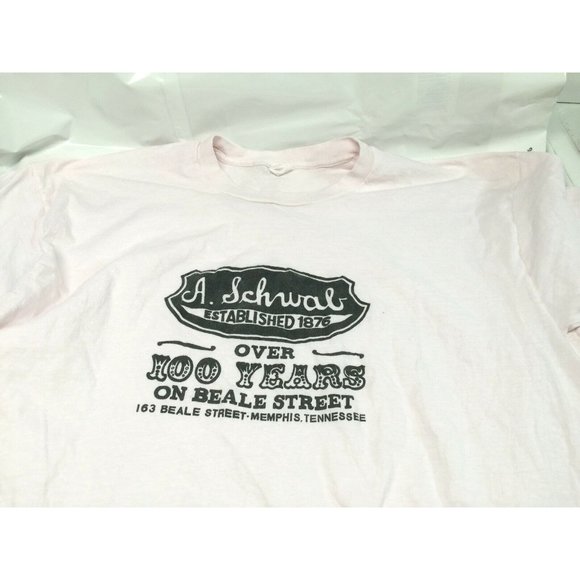 A. Schwab
ESTABLISHED 1876
OVER
100 YEARS
ON BEALE STREET
163 BEALE STREET·MEMPHIS, TENNESSEE